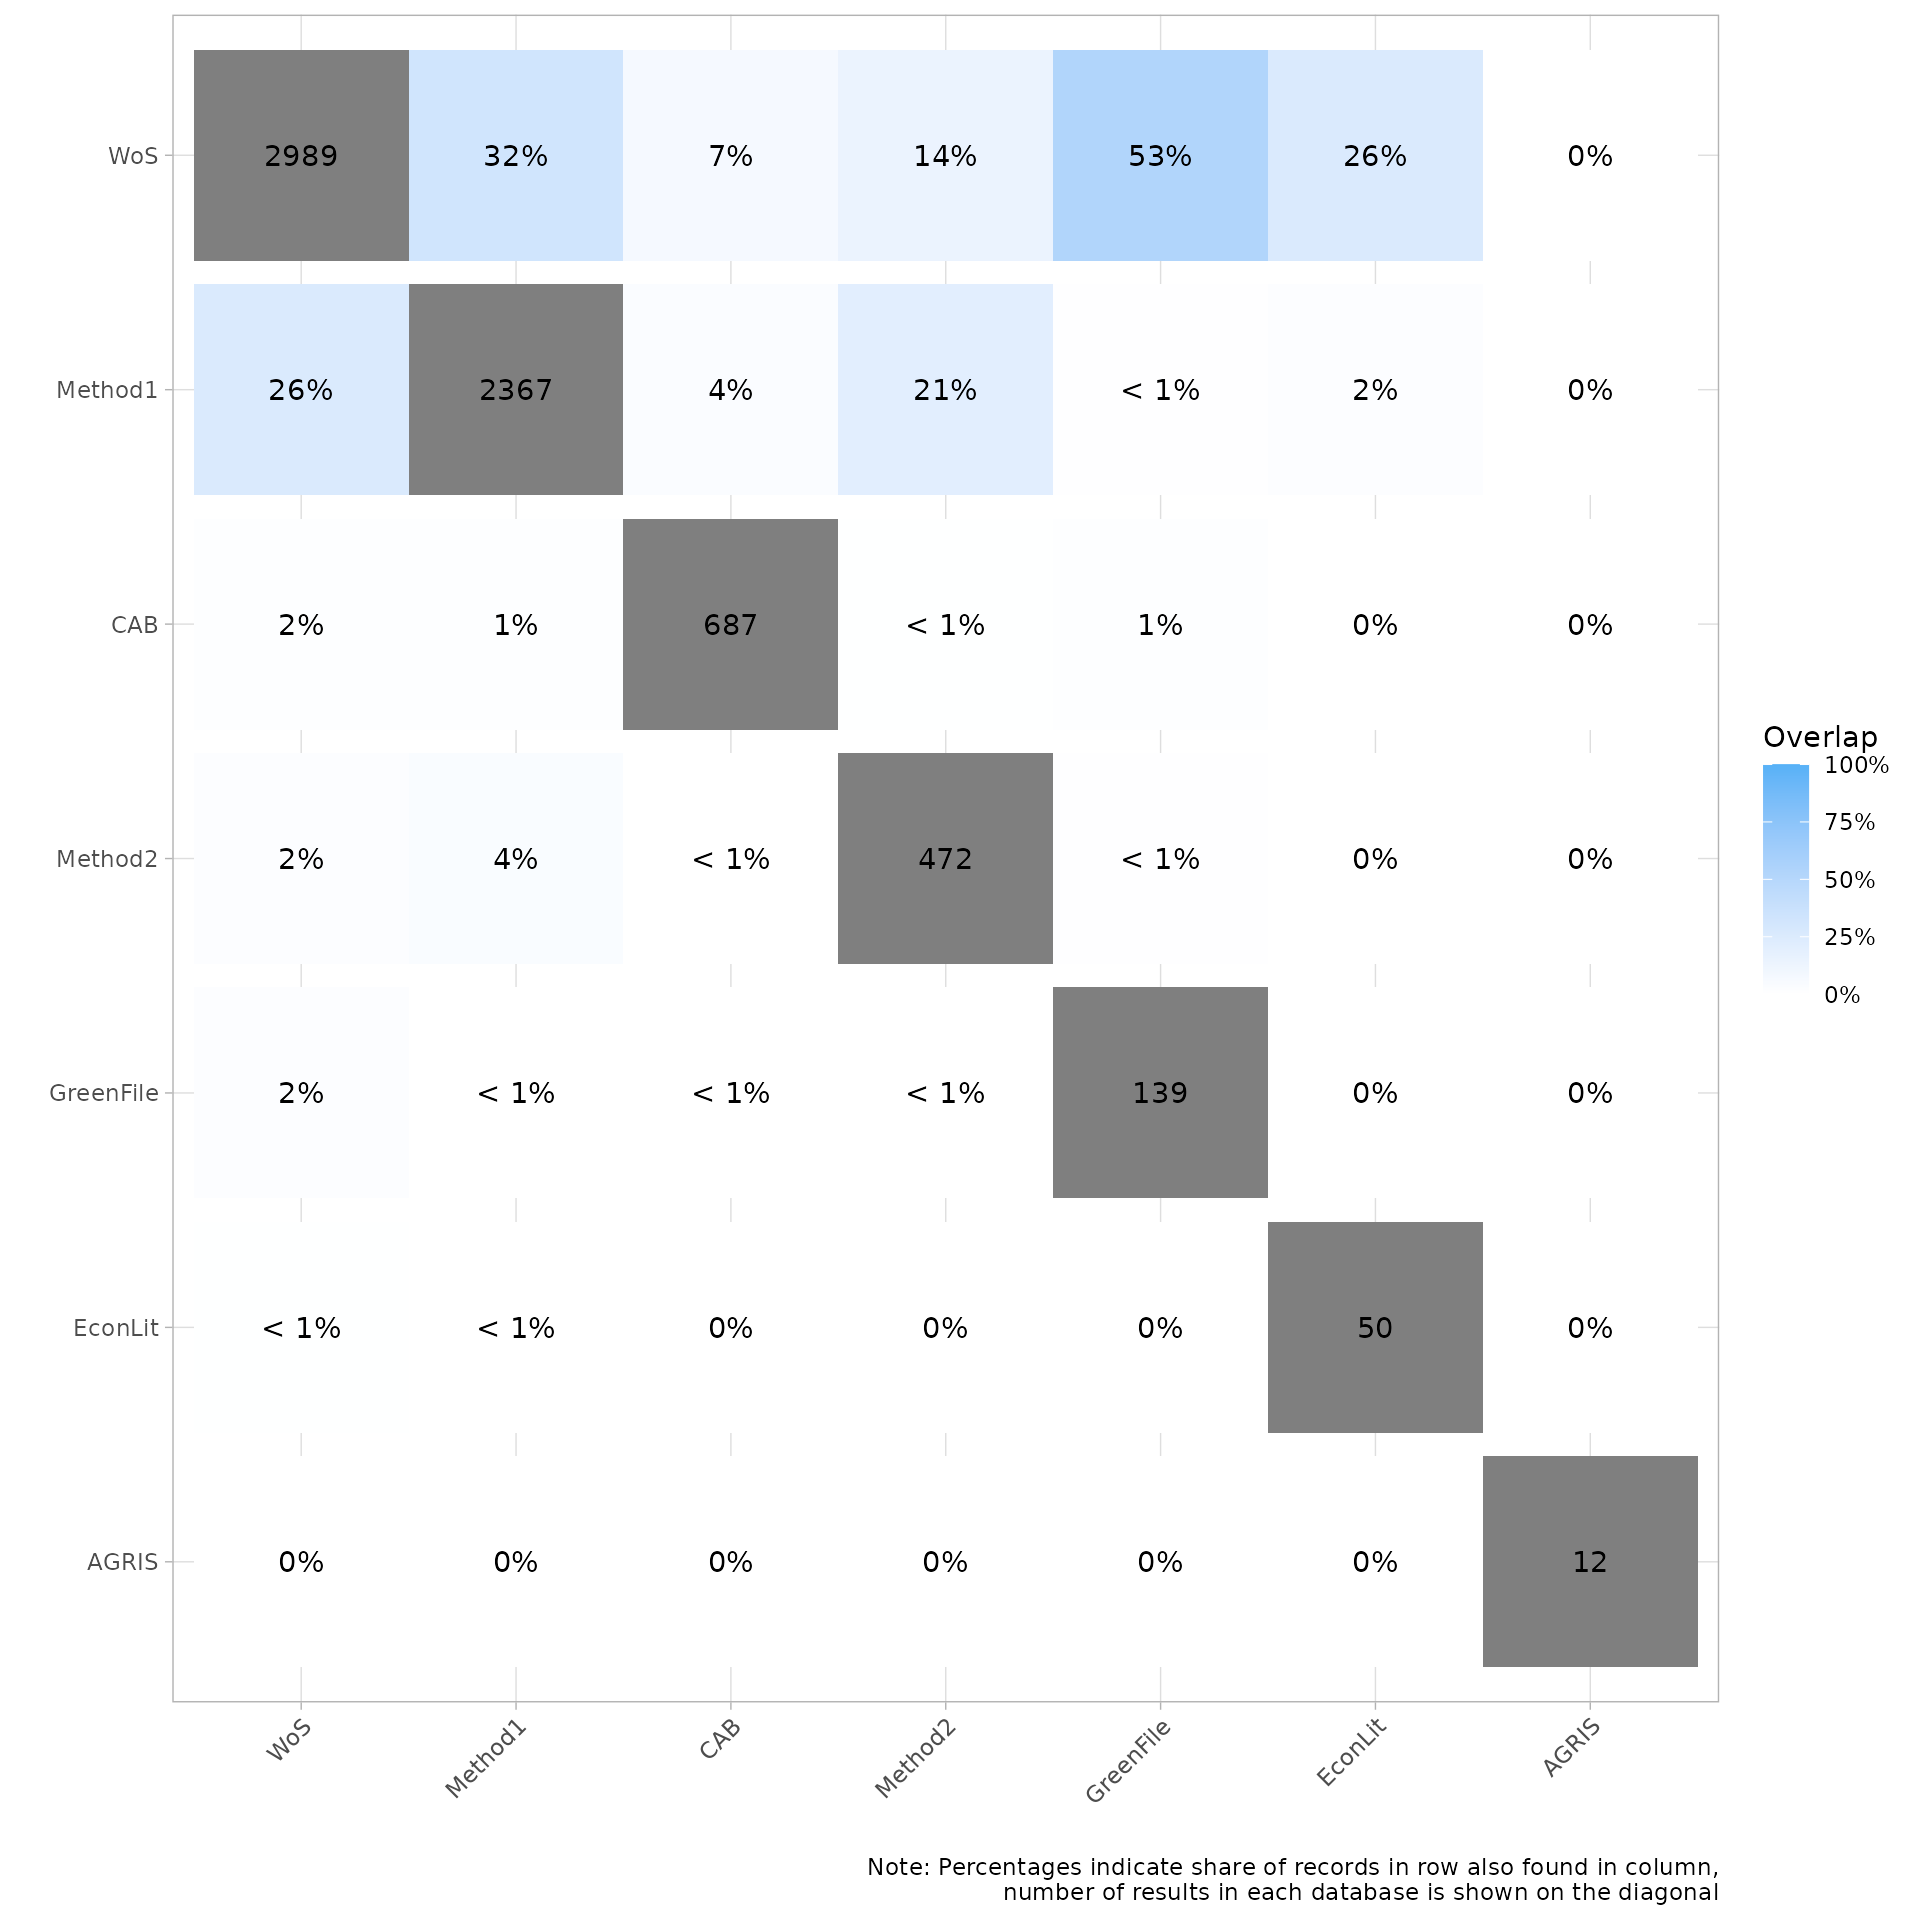 WoS 2989 32% 7% 14% 53% 26% 0%
Method1 26% 2367 4% 21% < 1% 2% 0%
CAB 2% 1% 687 < 1% 1% 0% 0%
Method2 2% 4% < 1% 472 < 1% 0% 0%
GreenFile 2% < 1% < 1% < 1% 139 0% 0%
EconLit < 1% < 1% 0% 0% 0% 50 0%
AGRIS 0% 0% 0% 0% 0% 0% 12
WoS Method1 CAB Method2 GreenFile EconLit AGRIS
Overlap
100%
75%
50%
25%
0%
Note: Percentages indicate share of records in row also found in column,
number of results in each database is shown on the diagonal